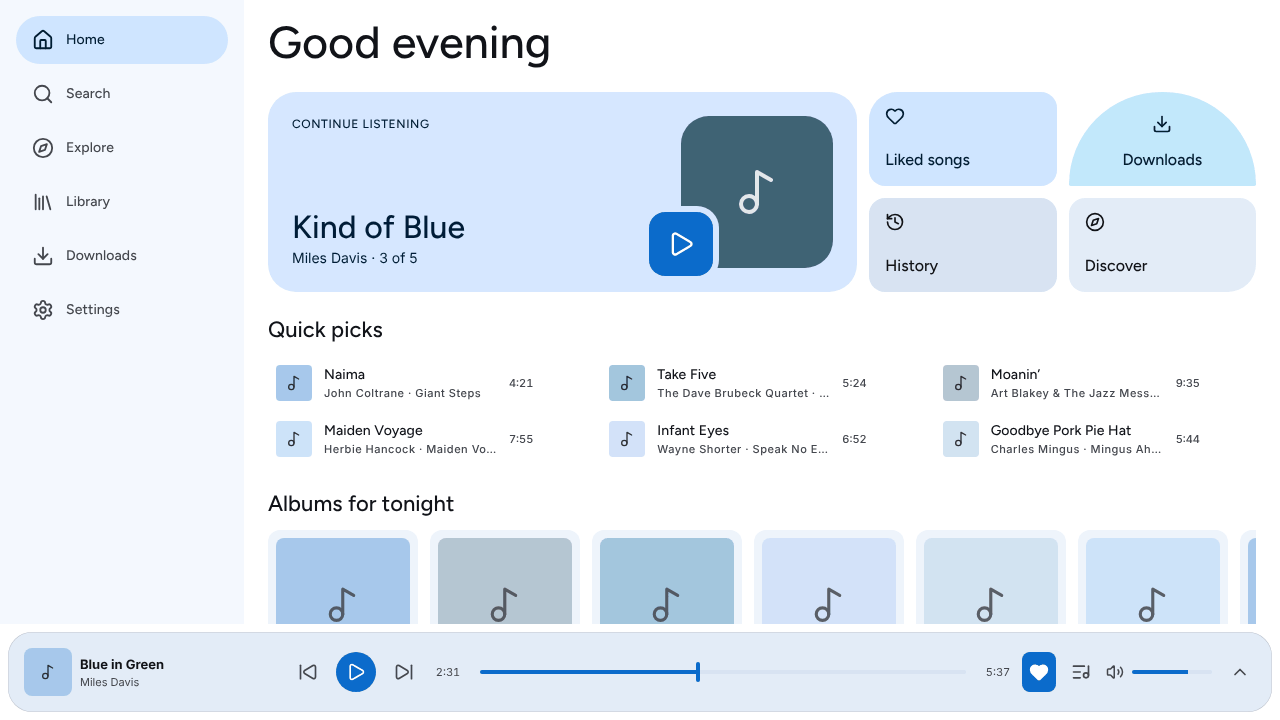 Home
Search
Explore
Library
Downloads
Settings
Good evening
CONTINUE LISTENING
Kind of Blue
Miles Davis · 3 of 5
Liked songs
Downloads
History
Discover
Quick picks
Naima
John Coltrane · Giant Steps
4:21
Take Five
The Dave Brubeck Quartet · ...
5:24
Moanin’
Art Blakey & The Jazz Mess...
9:35
Maiden Voyage
Herbie Hancock · Maiden Vo...
7:55
Infant Eyes
Wayne Shorter · Speak No E...
6:52
Goodbye Pork Pie Hat
Charles Mingus · Mingus Ah...
5:44
Albums for tonight
Blue in Green
Miles Davis
2:31
5:37